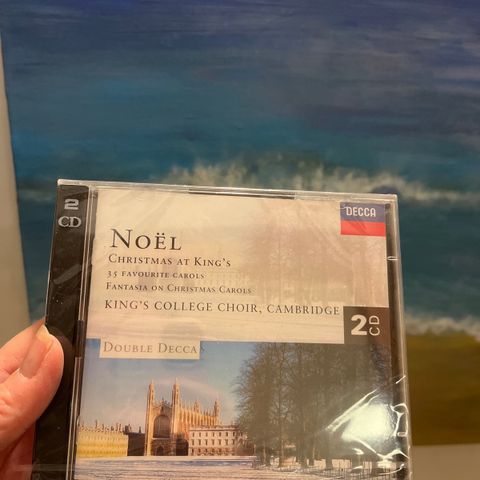 2
CD
DECCA
NOËL
CHRISTMAS AT KING'S
35 FAVOURITE CAROLS
FANTASIA ON CHRISTMAS CAROLS
KING'S COLLEGE CHOIR, CAMBRIDGE
2CD
DOUBLE DECCA